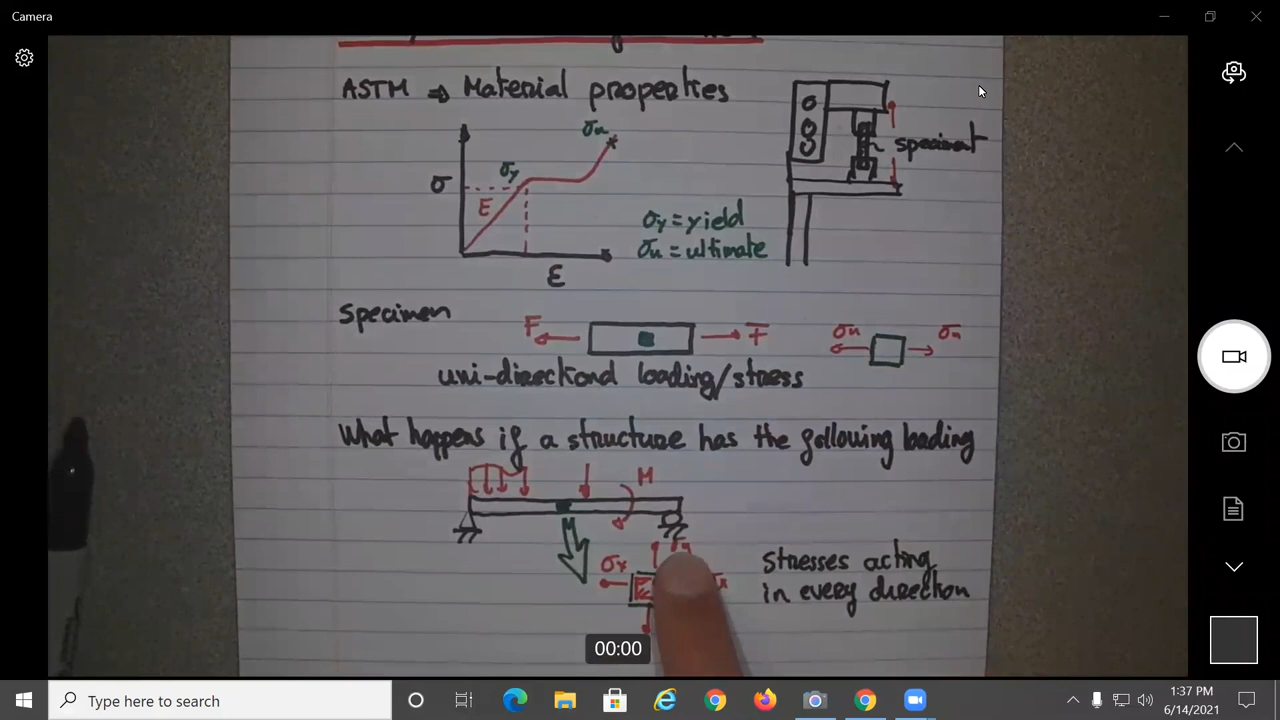 Camera
ASTM ⇒ Material properties
σu
σy
σ
E
specimen
σy = yield
σu = ultimate
ε
Specimen
F
F
σu
σu
uni-directional loading/stress
What happens if a structure has the following loading
M
σx
Stresses acting
in every direction
00:00
Type here to search
1:37 PM
6/14/2021